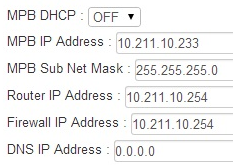 MPB DHCP : OFF
MPB IP Address : 10.211.10.233
MPB Sub Net Mask : 255.255.255.0
Router IP Address : 10.211.10.254
Firewall IP Address : 10.211.10.254
DNS IP Address : 0.0.0.0